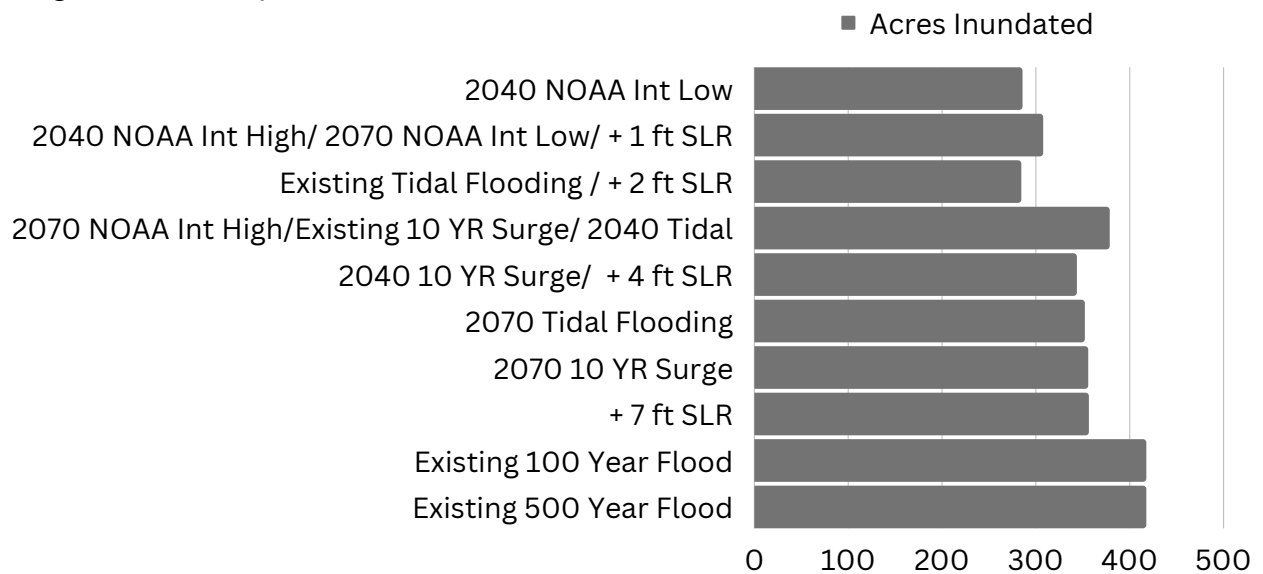 Acres Inundated
2040 NOAA Int Low
2040 NOAA Int High/ 2070 NOAA Int Low/ + 1 ft SLR
Existing Tidal Flooding / + 2 ft SLR
2070 NOAA Int High/Existing 10 YR Surge/ 2040 Tidal
2040 10 YR Surge/ + 4 ft SLR
2070 Tidal Flooding
2070 10 YR Surge
+ 7 ft SLR
Existing 100 Year Flood
Existing 500 Year Flood
0 100 200 300 400 500